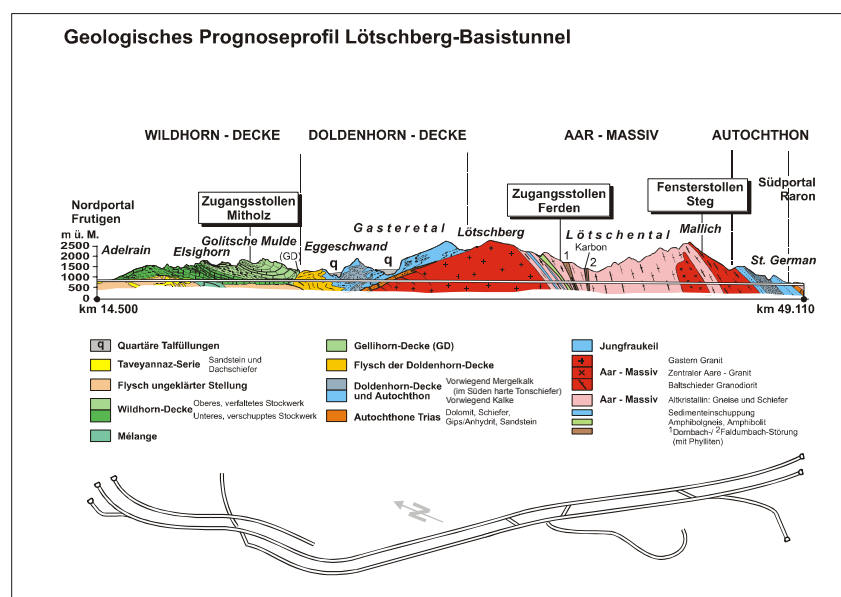 Geologisches Prognoseprofil Lötschberg-Basistunnel
WILDHORN - DECKE
DOLDENHORN - DECKE
AAR - MASSIV
AUTOCHTHON
Zugangsstollen
Mitholz
Zugangsstollen
Ferden
Fensterstollen
Steg
Südportal
Raron
Nordportal
Frutigen
m ü. M.
2500
2000
1500
1000
500
0
Adelrain
Elsighorn
Golitsche Mulde
(GD)
Eggeschwand
q
Gasteretal
q
Lötschberg
Lötschental
1
Karbon
2
Mallich
St. German
km 14.500
km 49.110
q Quartäre Talfüllungen
Taveyannaz-Serie Sandstein und
Dachschiefer
Flysch ungeklärter Stellung
Wildhorn-Decke Oberes, verfaltetes Stockwerk
Unteres, verschupptes Stockwerk
Mélange
Gellihorn-Decke (GD)
Flysch der Doldenhorn-Decke
Doldenhorn-Decke
und Autochthon
Vorwiegend Mergelkalk
(im Süden harte Tonschiefer)
Vorwiegend Kalke
Autochthone Trias Dolomit, Schiefer,
Gips/Anhydrit, Sandstein
Jungfraukeil
Gastern Granit
Aar - Massiv Zentraler Aare - Granit
Baltschieder Granodiorit
Aar - Massiv Altkristallin: Gneise und Schiefer
Sedimenteinschuppung
Amphibolgneis, Amphibolit
1Dornbach-/ 2Faldumbach-Störung
(mit Phylliten)
N